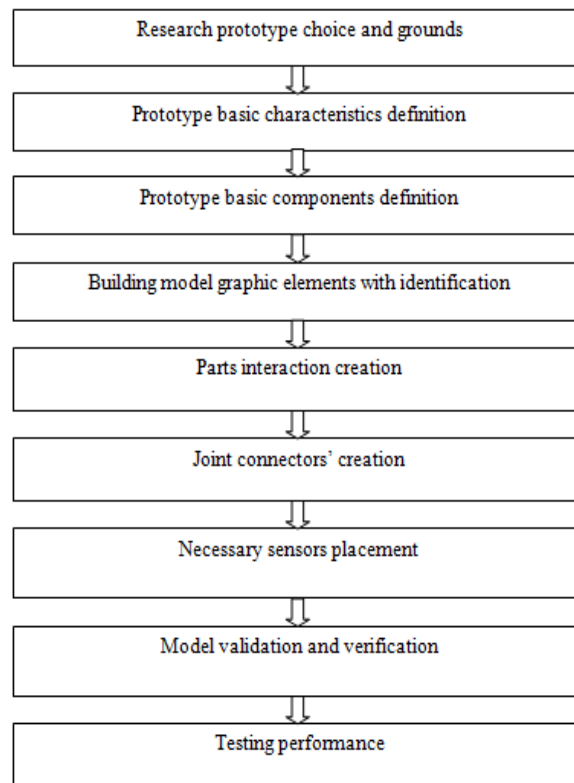 Research prototype choice and grounds
Prototype basic characteristics definition
Prototype basic components definition
Building model graphic elements with identification
Parts interaction creation
Joint connectors’ creation
Necessary sensors placement
Model validation and verification
Testing performance